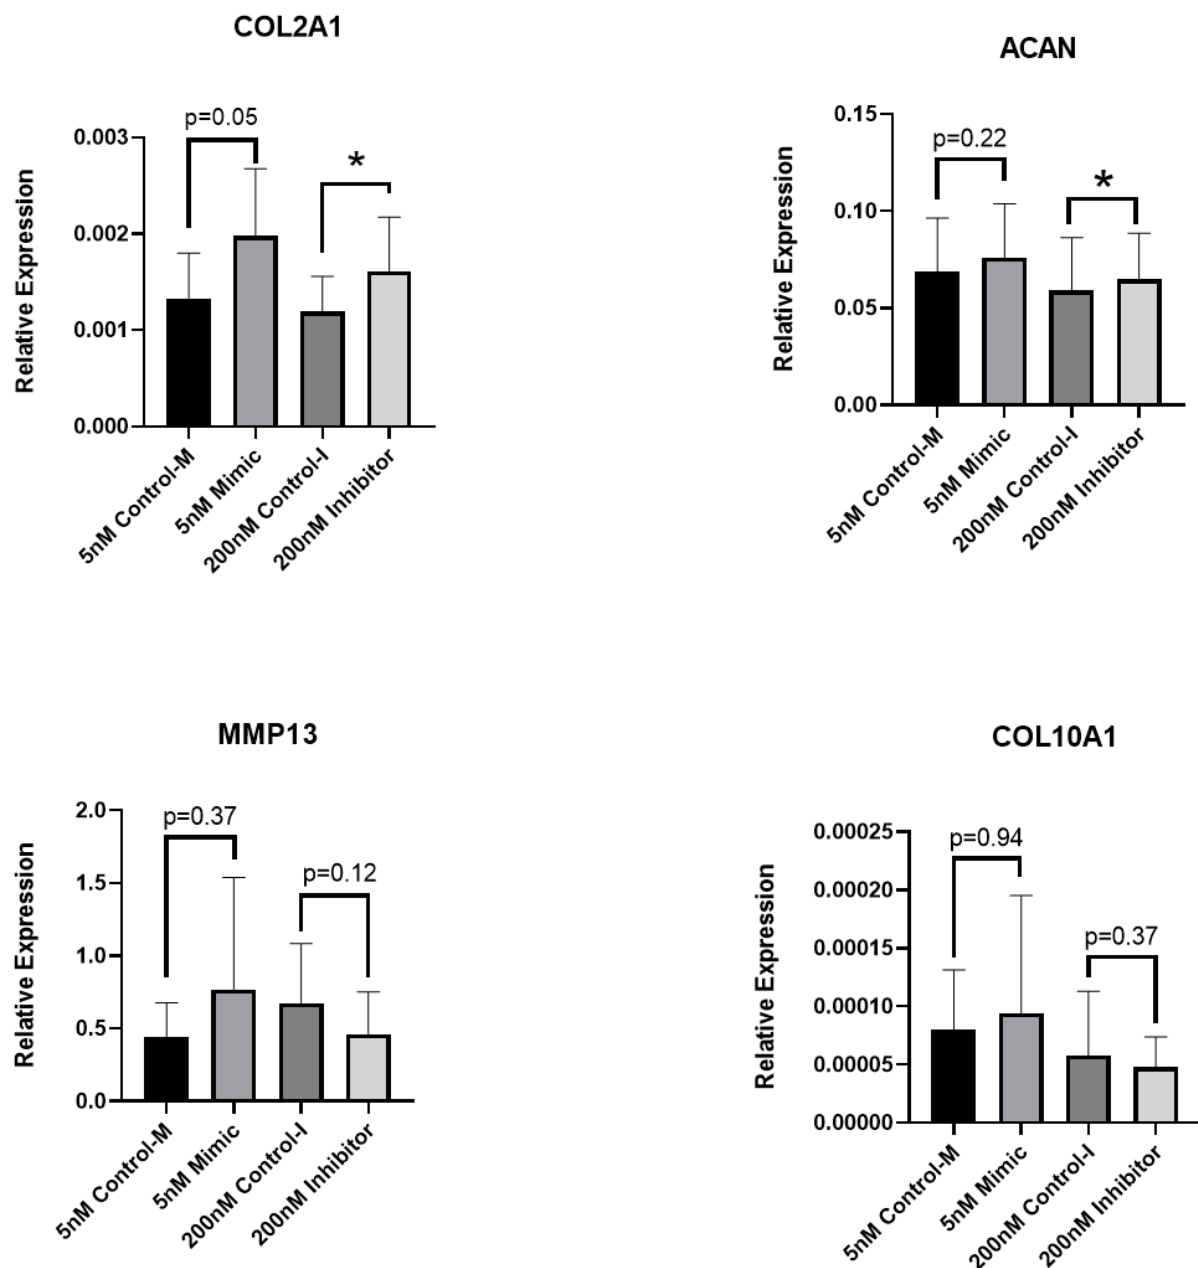 COL2A1
p=0.05
*
0.003
0.002
0.001
0.000
Relative Expression
5nM Control-M
5nM Mimic
200nM Control-I
200nM Inhibitor
ACAN
p=0.22
*
0.15
0.10
0.05
0.00
Relative Expression
5nM Control-M
5nM Mimic
200nM Control-I
200nM Inhibitor
MMP13
p=0.37
p=0.12
2.0
1.5
1.0
0.5
0.0
Relative Expression
5nM Control-M
5nM Mimic
200nM Control-I
200nM Inhibitor
COL10A1
p=0.94
p=0.37
0.00025
0.00020
0.00015
0.00010
0.00005
0.00000
Relative Expression
5nM Control-M
5nM Mimic
200nM Control-I
200nM Inhibitor